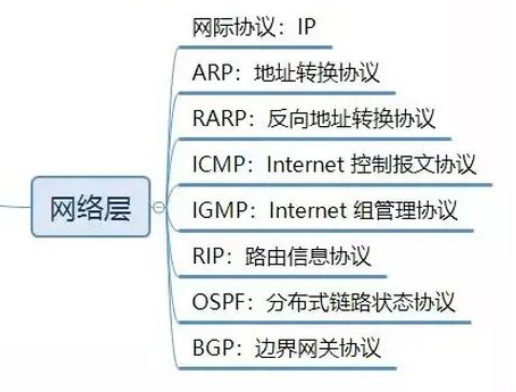 网际协议：IP
ARP：地址转换协议
RARP：反向地址转换协议
ICMP：Internet 控制报文协议
网络层
IGMP：Internet 组管理协议
RIP：路由信息协议
OSPF：分布式链路状态协议
BGP：边界网关协议